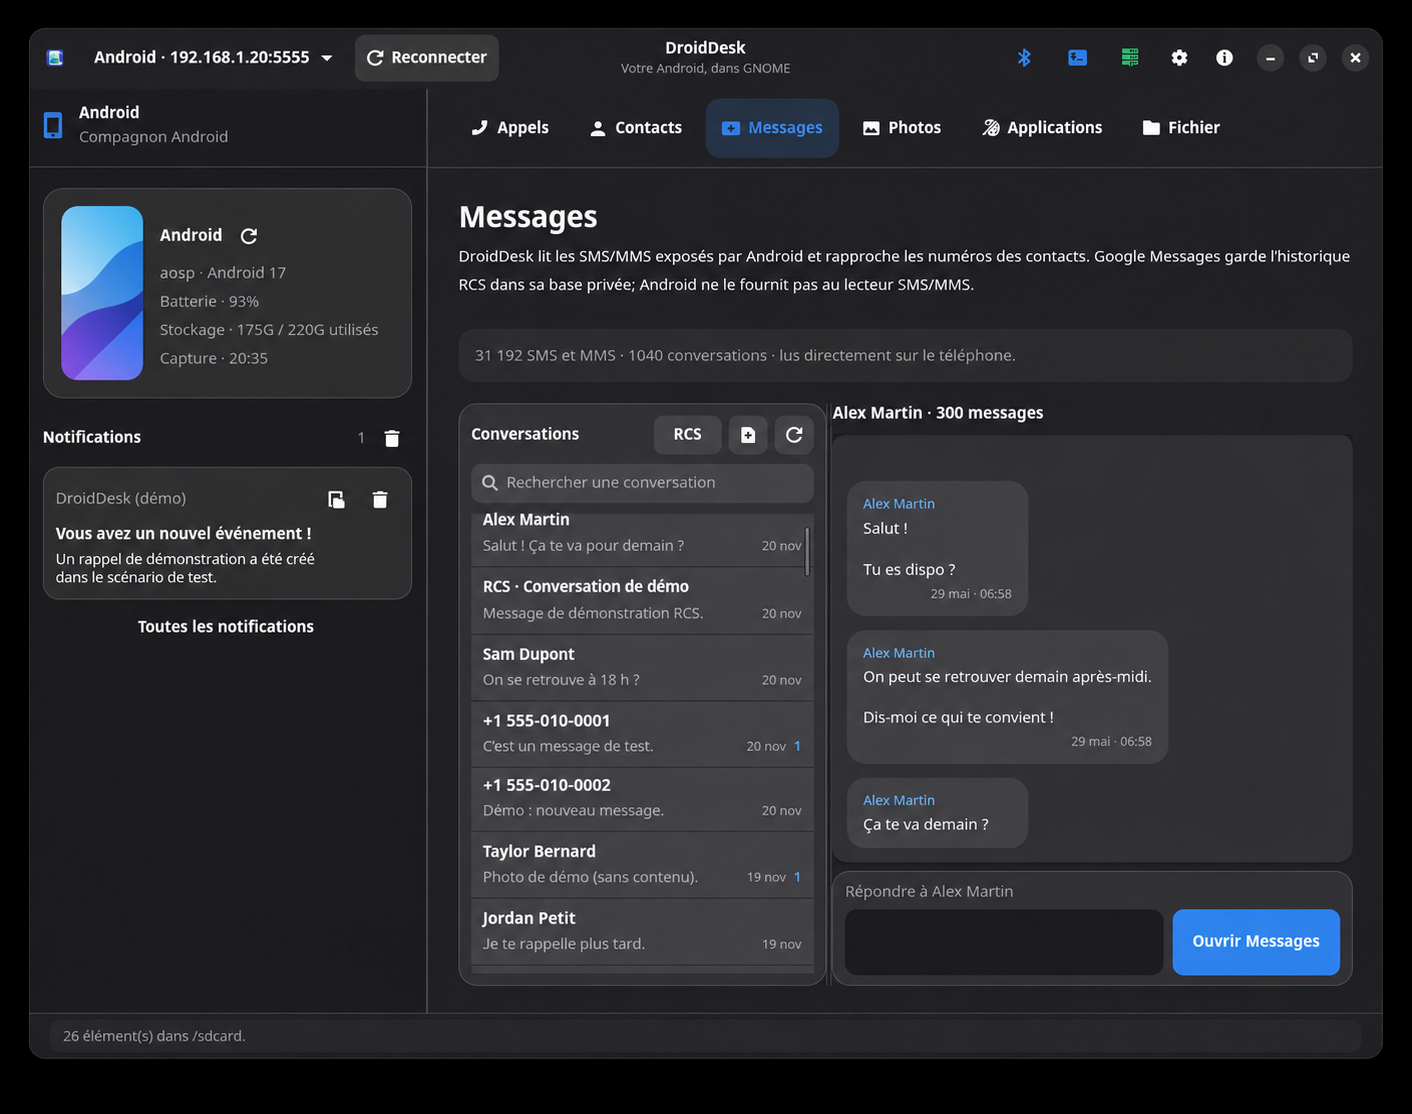 Android · 192.168.1.20:5555
Reconnecter
DroidDesk
Votre Android, dans GNOME
Android
Compagnon Android
Appels
Contacts
Messages
Photos
Applications
Fichier
Android
aosp · Android 17
Batterie · 93%
Stockage · 175G / 220G utilisés
Capture · 20:35
Notifications
1
DroidDesk (démo)
Vous avez un nouvel événement !
Un rappel de démonstration a été créé
dans le scénario de test.
Toutes les notifications
Messages
DroidDesk lit les SMS/MMS exposés par Android et rapproche les numéros des contacts. Google Messages garde l'historique
RCS dans sa base privée; Android ne le fournit pas au lecteur SMS/MMS.
31 192 SMS et MMS · 1040 conversations · lus directement sur le téléphone.
Conversations
RCS
Rechercher une conversation
Alex Martin
Salut ! Ça te va pour demain ? 20 nov
RCS · Conversation de démo
Message de démonstration RCS. 20 nov
Sam Dupont
On se retrouve à 18 h ? 20 nov
+1 555-010-0001
C'est un message de test. 20 nov 1
+1 555-010-0002
Démo : nouveau message. 20 nov
Taylor Bernard
Photo de démo (sans contenu). 19 nov 1
Jordan Petit
Je te rappelle plus tard. 19 nov
Alex Martin · 300 messages
Alex Martin
Salut !
Tu es dispo ?
29 mai · 06:58
Alex Martin
On peut se retrouver demain après-midi.
Dis-moi ce qui te convient !
29 mai · 06:58
Alex Martin
Ça te va demain ?
Répondre à Alex Martin
Ouvrir Messages
26 élément(s) dans /sdcard.